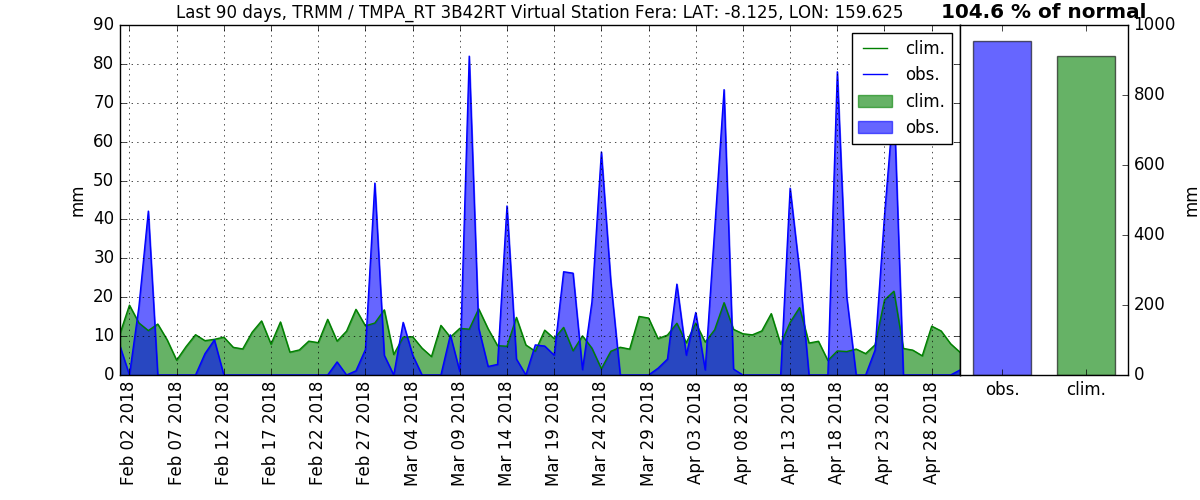 Last 90 days, TRMM / TMPA_RT 3B42RT Virtual Station Fera: LAT: -8.125, LON: 159.625
104.6 % of normal
90
80
70
60
50
40
30
20
10
0
mm
clim.
obs.
clim.
obs.
1000
800
600
400
200
0
mm
obs.
clim.
Feb 02 2018
Feb 07 2018
Feb 12 2018
Feb 17 2018
Feb 22 2018
Feb 27 2018
Mar 04 2018
Mar 09 2018
Mar 14 2018
Mar 19 2018
Mar 24 2018
Mar 29 2018
Apr 03 2018
Apr 08 2018
Apr 13 2018
Apr 18 2018
Apr 23 2018
Apr 28 2018